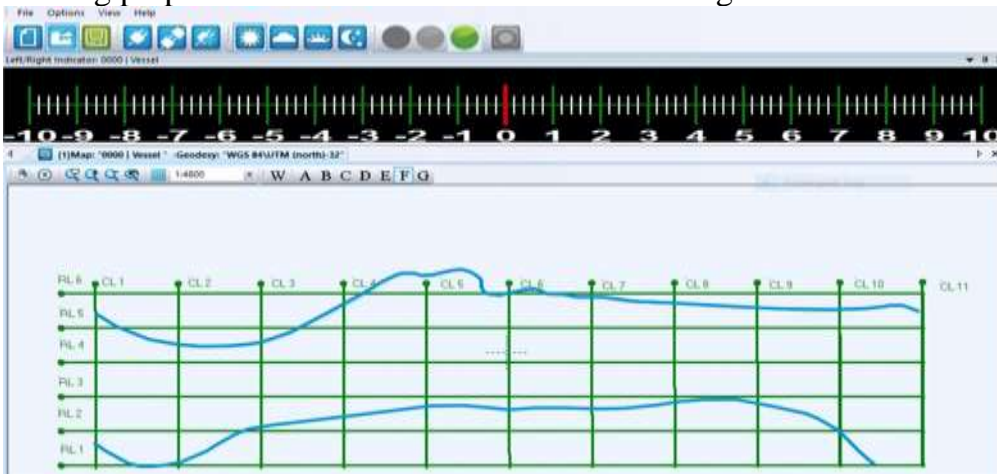 File Options View Help
Left/Right Indicator: 0000 | Vessel
-10 -9 -8 -7 -6 -5 -4 -3 -2 -1 0 1 2 3 4 5 6 7 8 9 10
(1)Map: "0000 | Vessel " -Geodesy: "WGS 84\UTM (north)-32"
1:4000 W A B C D E F G
RL 6 CL 1 CL 2 CL 3 CL 4 CL 5 CL 6 CL 7 CL 8 CL 9 CL 10 CL 11
RL 5
RL 4
RL 3
RL 2
RL 1